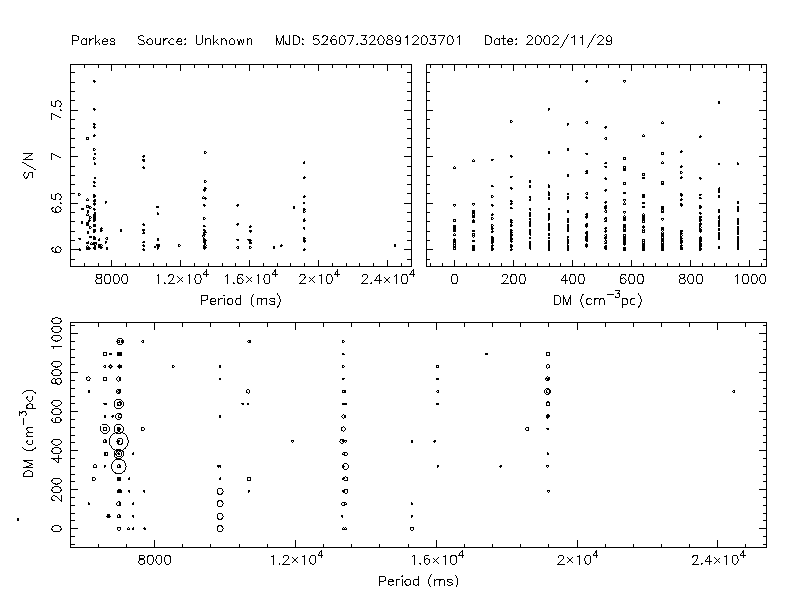 Parkes Source: Unknown MJD: 52607.320891203701 Date: 2002/11/29
S/N
6 6.5 7 7.5
8000 1.2×10⁴ 1.6×10⁴ 2×10⁴ 2.4×10⁴
Period (ms)
0 200 400 600 800 1000
DM (cm⁻³pc)
DM (cm⁻³pc)
0 200 400 600 800 1000
8000 1.2×10⁴ 1.6×10⁴ 2×10⁴ 2.4×10⁴
Period (ms)